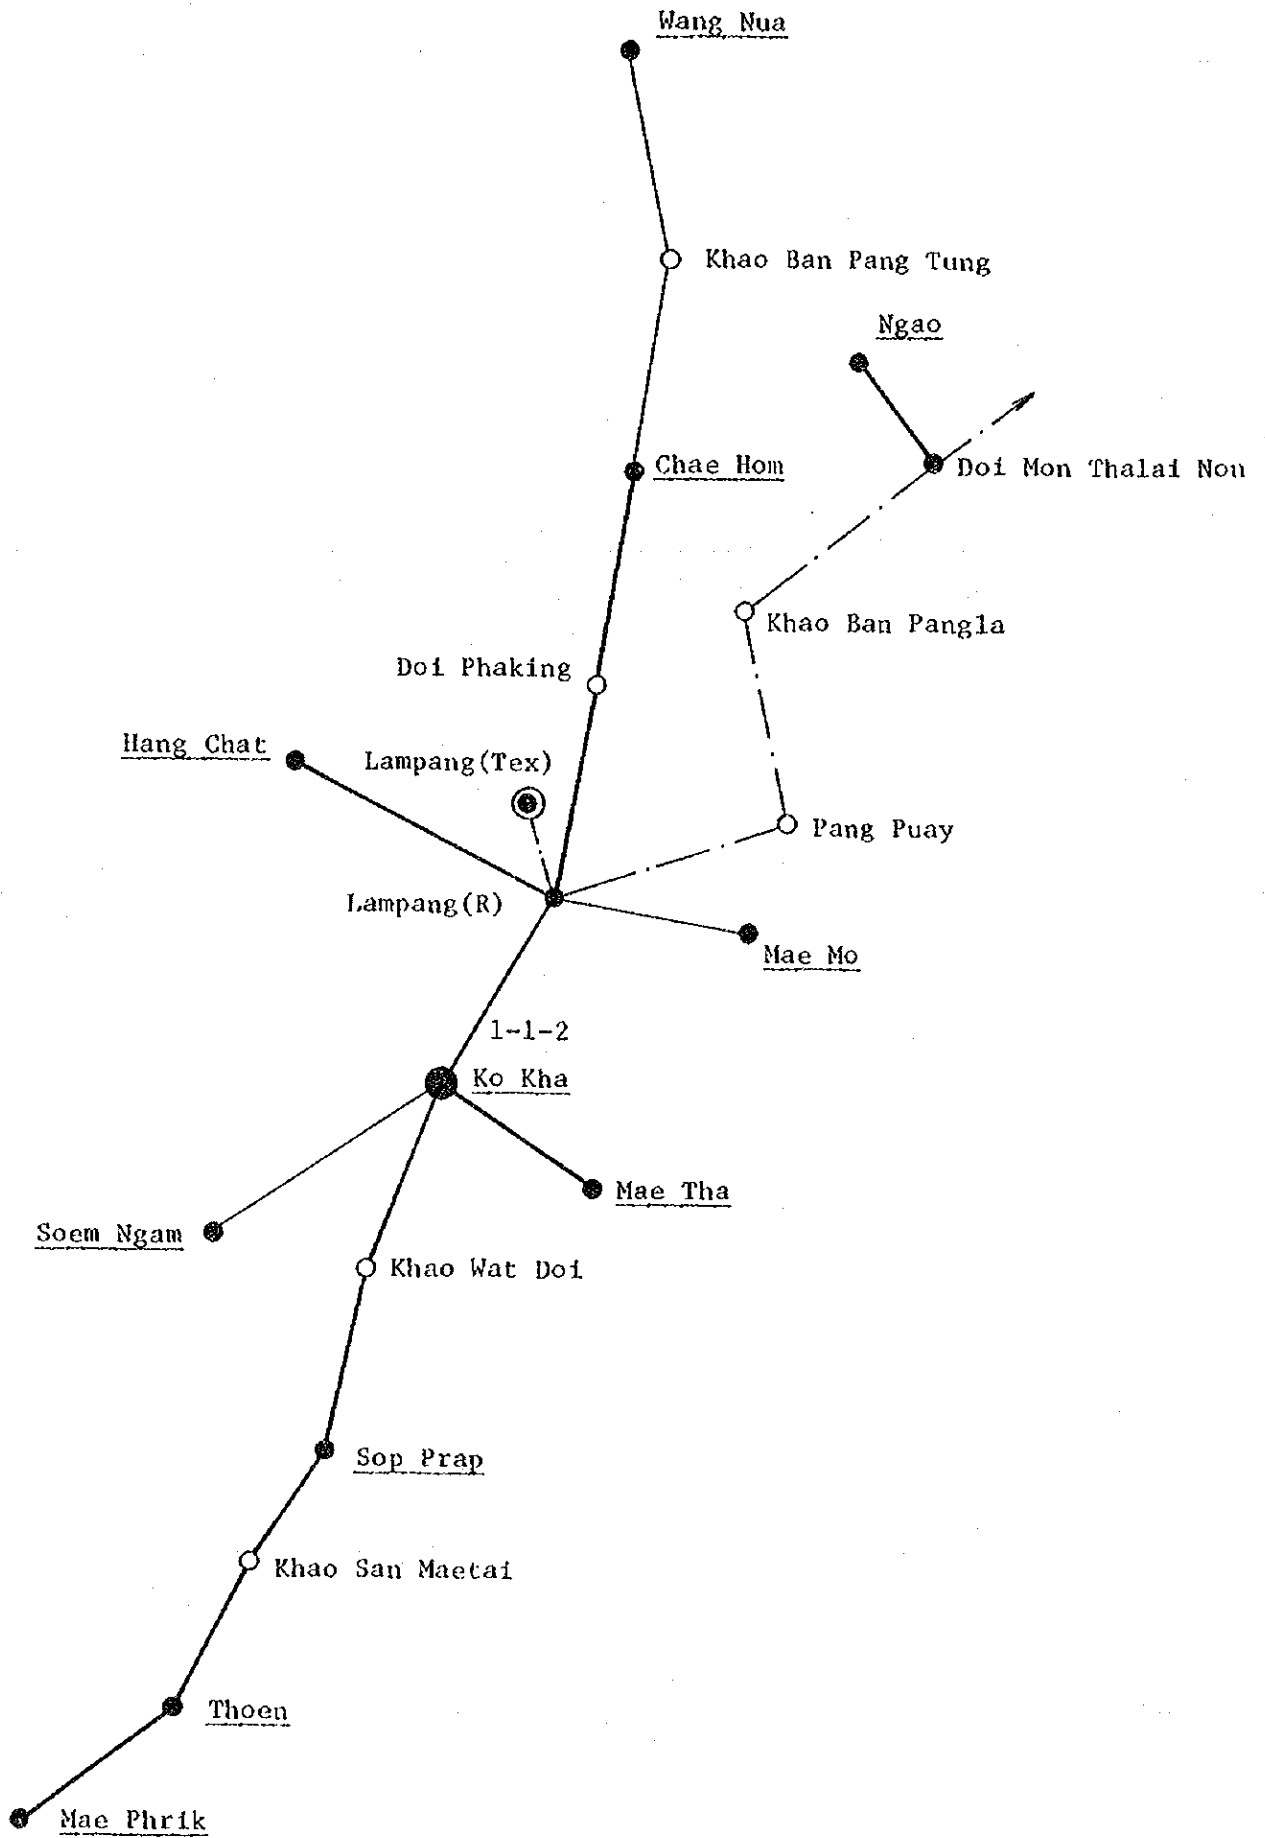 Wang Nua
Khao Ban Pang Tung
Ngao
Chae Hom
Doi Mon Thalai Non
Khao Ban Pangla
Doi Phaking
Hang Chat
Lampang(Tex)
Pang Puay
Lampang(R)
Mae Mo
1-1-2
Ko Kha
Mae Tha
Soem Ngam
Khao Wat Doi
Sop Prap
Khao San Maetai
Thoen
Mae Phrik